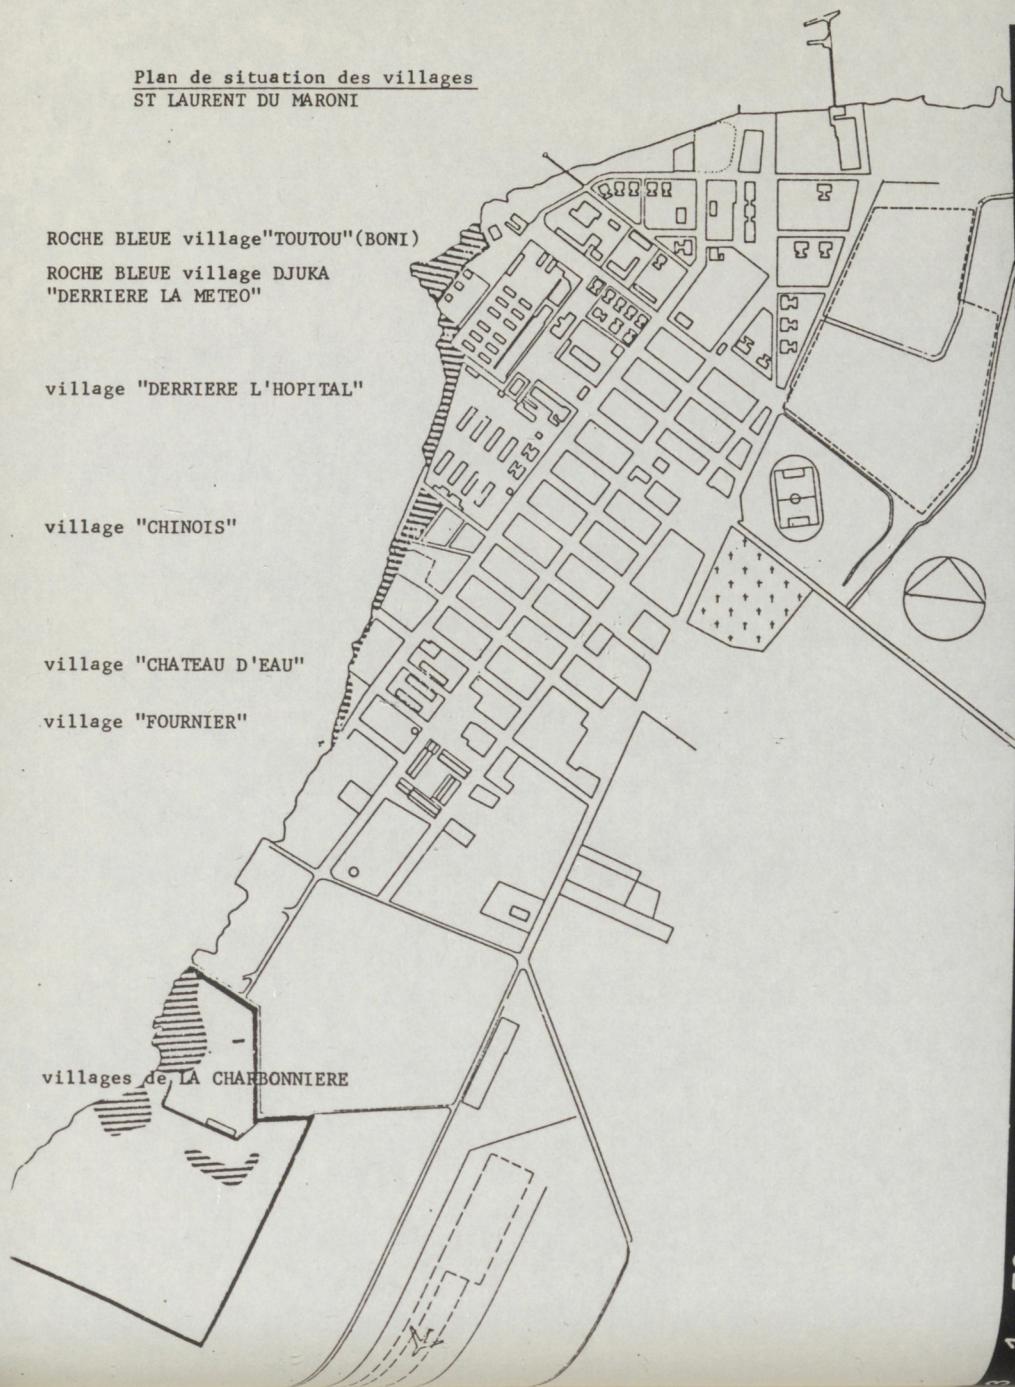 Plan de situation des villages
ST LAURENT DU MARONI
ROCHE BLEUE village"TOUTOU"(BONI)
ROCHE BLEUE village DJUKA
"DERRIERE LA METEO"
village "DERRIERE L'HOPITAL"
village "CHINOIS"
village "CHATEAU D'EAU"
village "FOURNIER"
villages de LA CHARBONNIERE